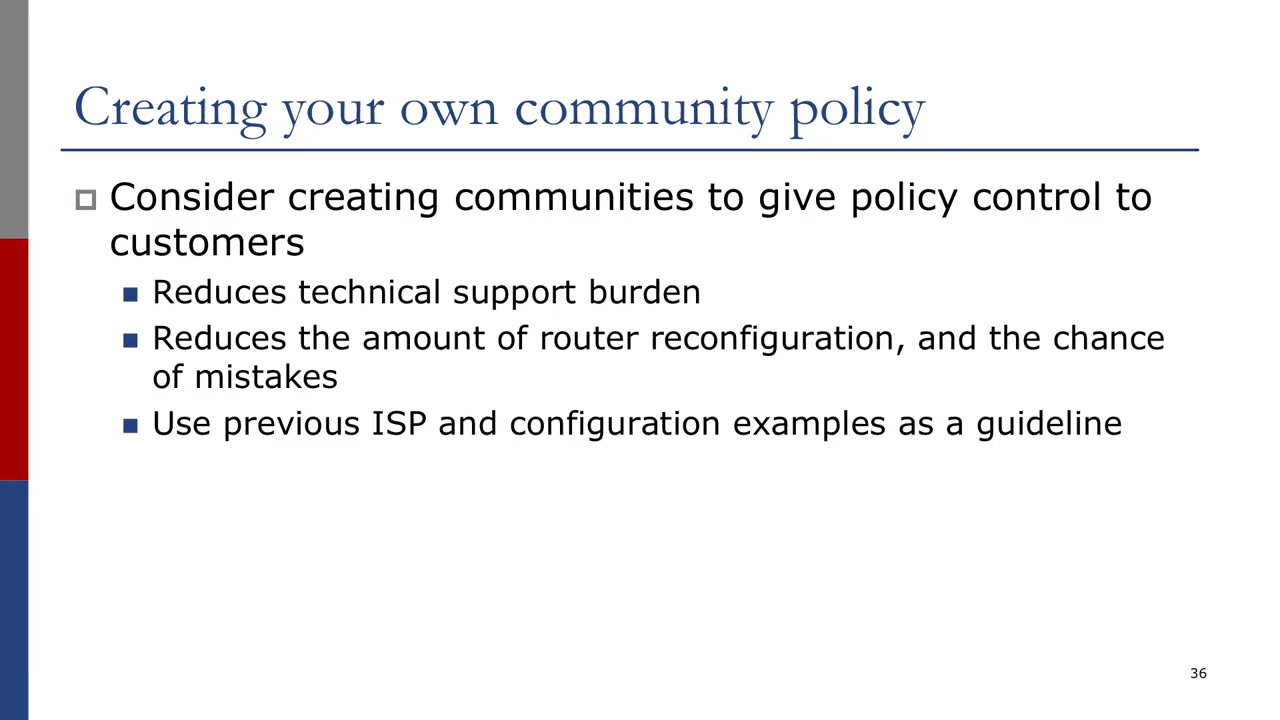 Creating your own community policy
Consider creating communities to give policy control to
customers
Reduces technical support burden
Reduces the amount of router reconfiguration, and the chance
of mistakes
Use previous ISP and configuration examples as a guideline
36